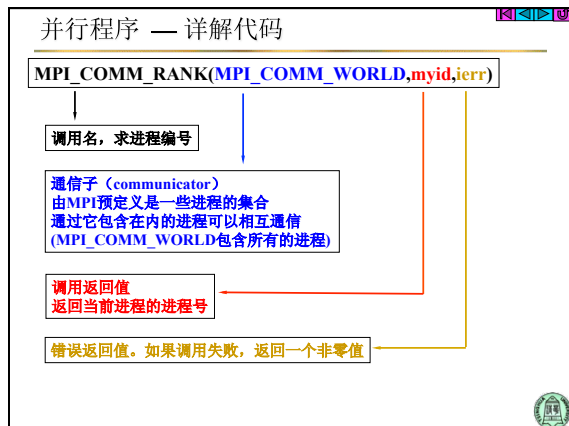 并行程序 — 详解代码
MPI_COMM_RANK(MPI_COMM_WORLD,myid,ierr)
调用名，求进程编号
通信子（communicator）
由MPI预定义是一些进程的集合
通过它包含在内的进程可以相互通信
(MPI_COMM_WORLD包含所有的进程)
调用返回值
返回当前进程的进程号
错误返回值。如果调用失败，返回一个非零值